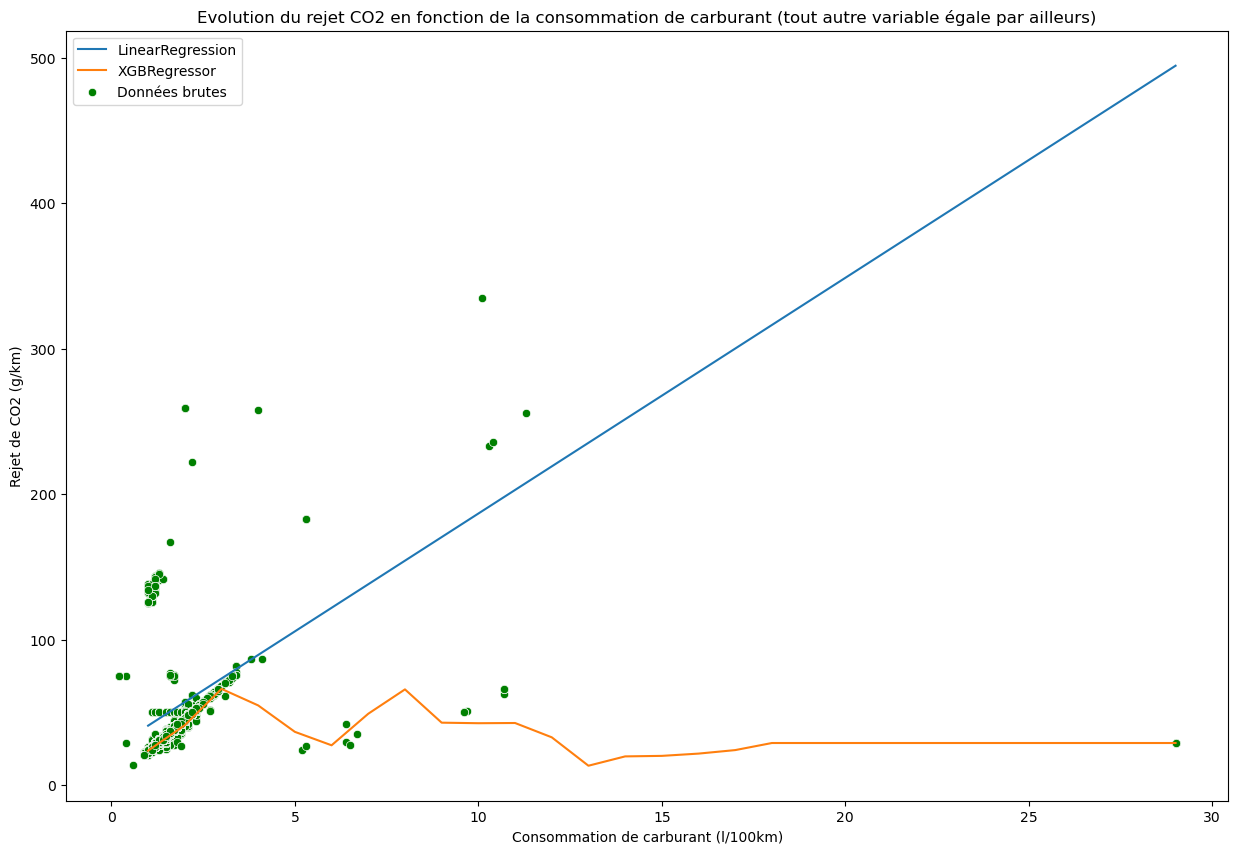 Evolution du rejet CO2 en fonction de la consommation de carburant (tout autre variable égale par ailleurs)
LinearRegression
XGBRegressor
Données brutes
500
400
300
200
100
0
Rejet de CO2 (g/km)
0 5 10 15 20 25 30
Consommation de carburant (l/100km)